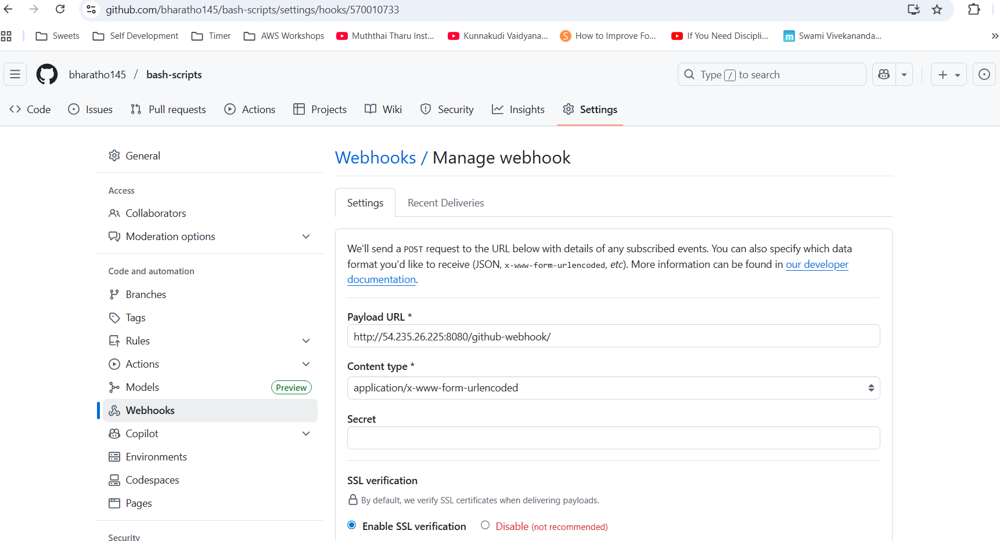 github.com/bharatho145/bash-scripts/settings/hooks/570010733
Sweets Self Development Timer AWS Workshops Muththai Tharu Inst... Kunnakudi Vaidyana... How to Improve Fo... If You Need Discipli... Swami Vivekananda...
bharatho145 / bash-scripts Type / to search
Code Issues Pull requests Actions Projects Wiki Security Insights Settings
General
Access
Collaborators
Moderation options
Code and automation
Branches
Tags
Rules
Actions
Models Preview
Webhooks
Copilot
Environments
Codespaces
Pages
Security
Webhooks / Manage webhook
Settings Recent Deliveries
We'll send a POST request to the URL below with details of any subscribed events. You can also specify which data
format you'd like to receive (JSON, x-www-form-urlencoded, etc). More information can be found in our developer
documentation.
Payload URL *
http://54.235.26.225:8080/github-webhook/
Content type *
application/x-www-form-urlencoded
Secret
SSL verification
By default, we verify SSL certificates when delivering payloads.
Enable SSL verification Disable (not recommended)